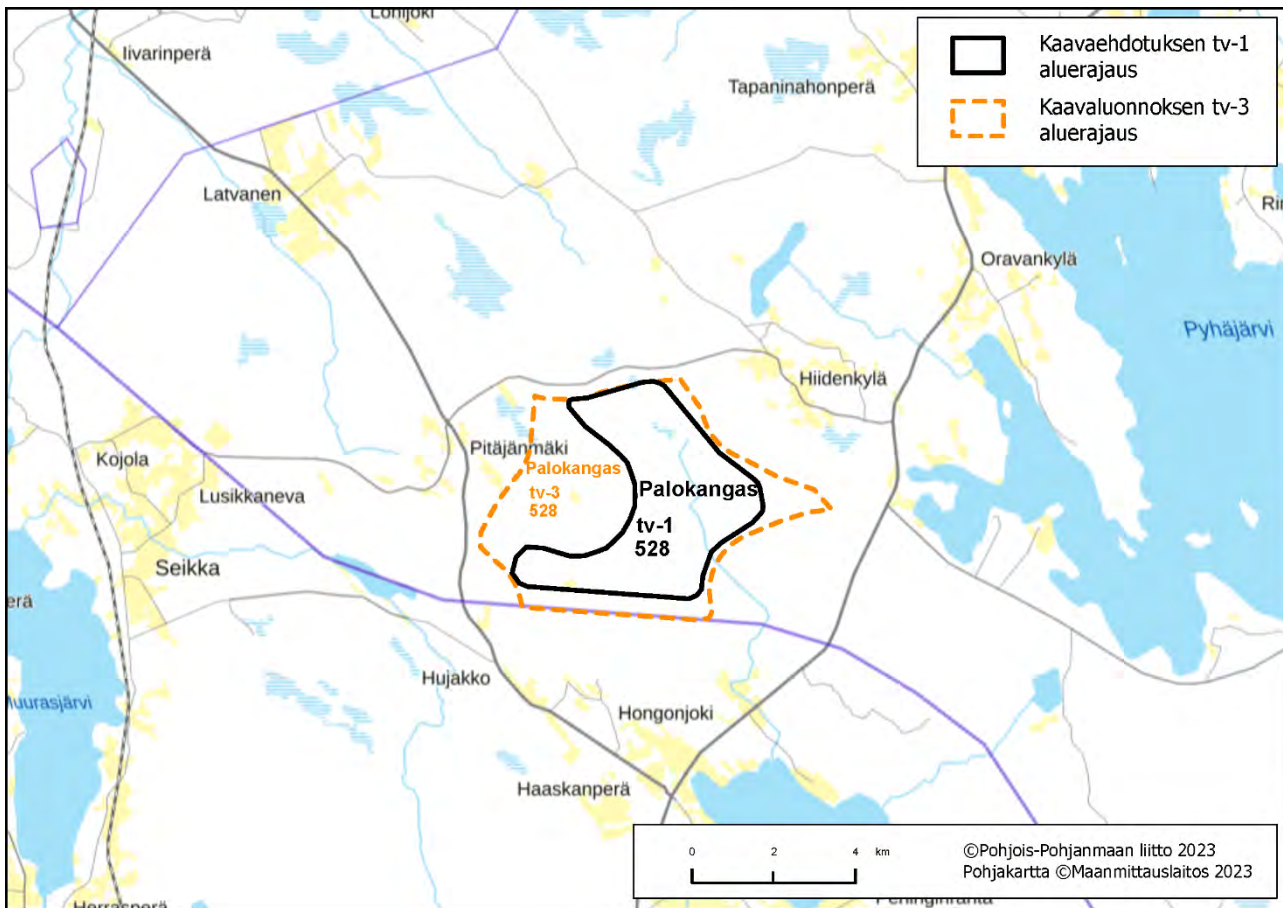 Lohijoki
Iivarinperä
Tapaninahonperä
Kaavaehdotuksen tv-1
aluerajaus
Kaavaluonnoksen tv-3
aluerajaus
Latvanen
Oravankylä
Pyhäjärvi
Hiidenkylä
Pitäjänmäki
Kojola
Palokangas
tv-3
528
Palokangas
tv-1
528
Lusikkaneva
Seikka
erä
Hujakko
Muurasjärvi
Hongonjoki
Haaskanperä
0 2 4 km
©Pohjois-Pohjanmaan liitto 2023
Pohjakartta ©Maanmittauslaitos 2023